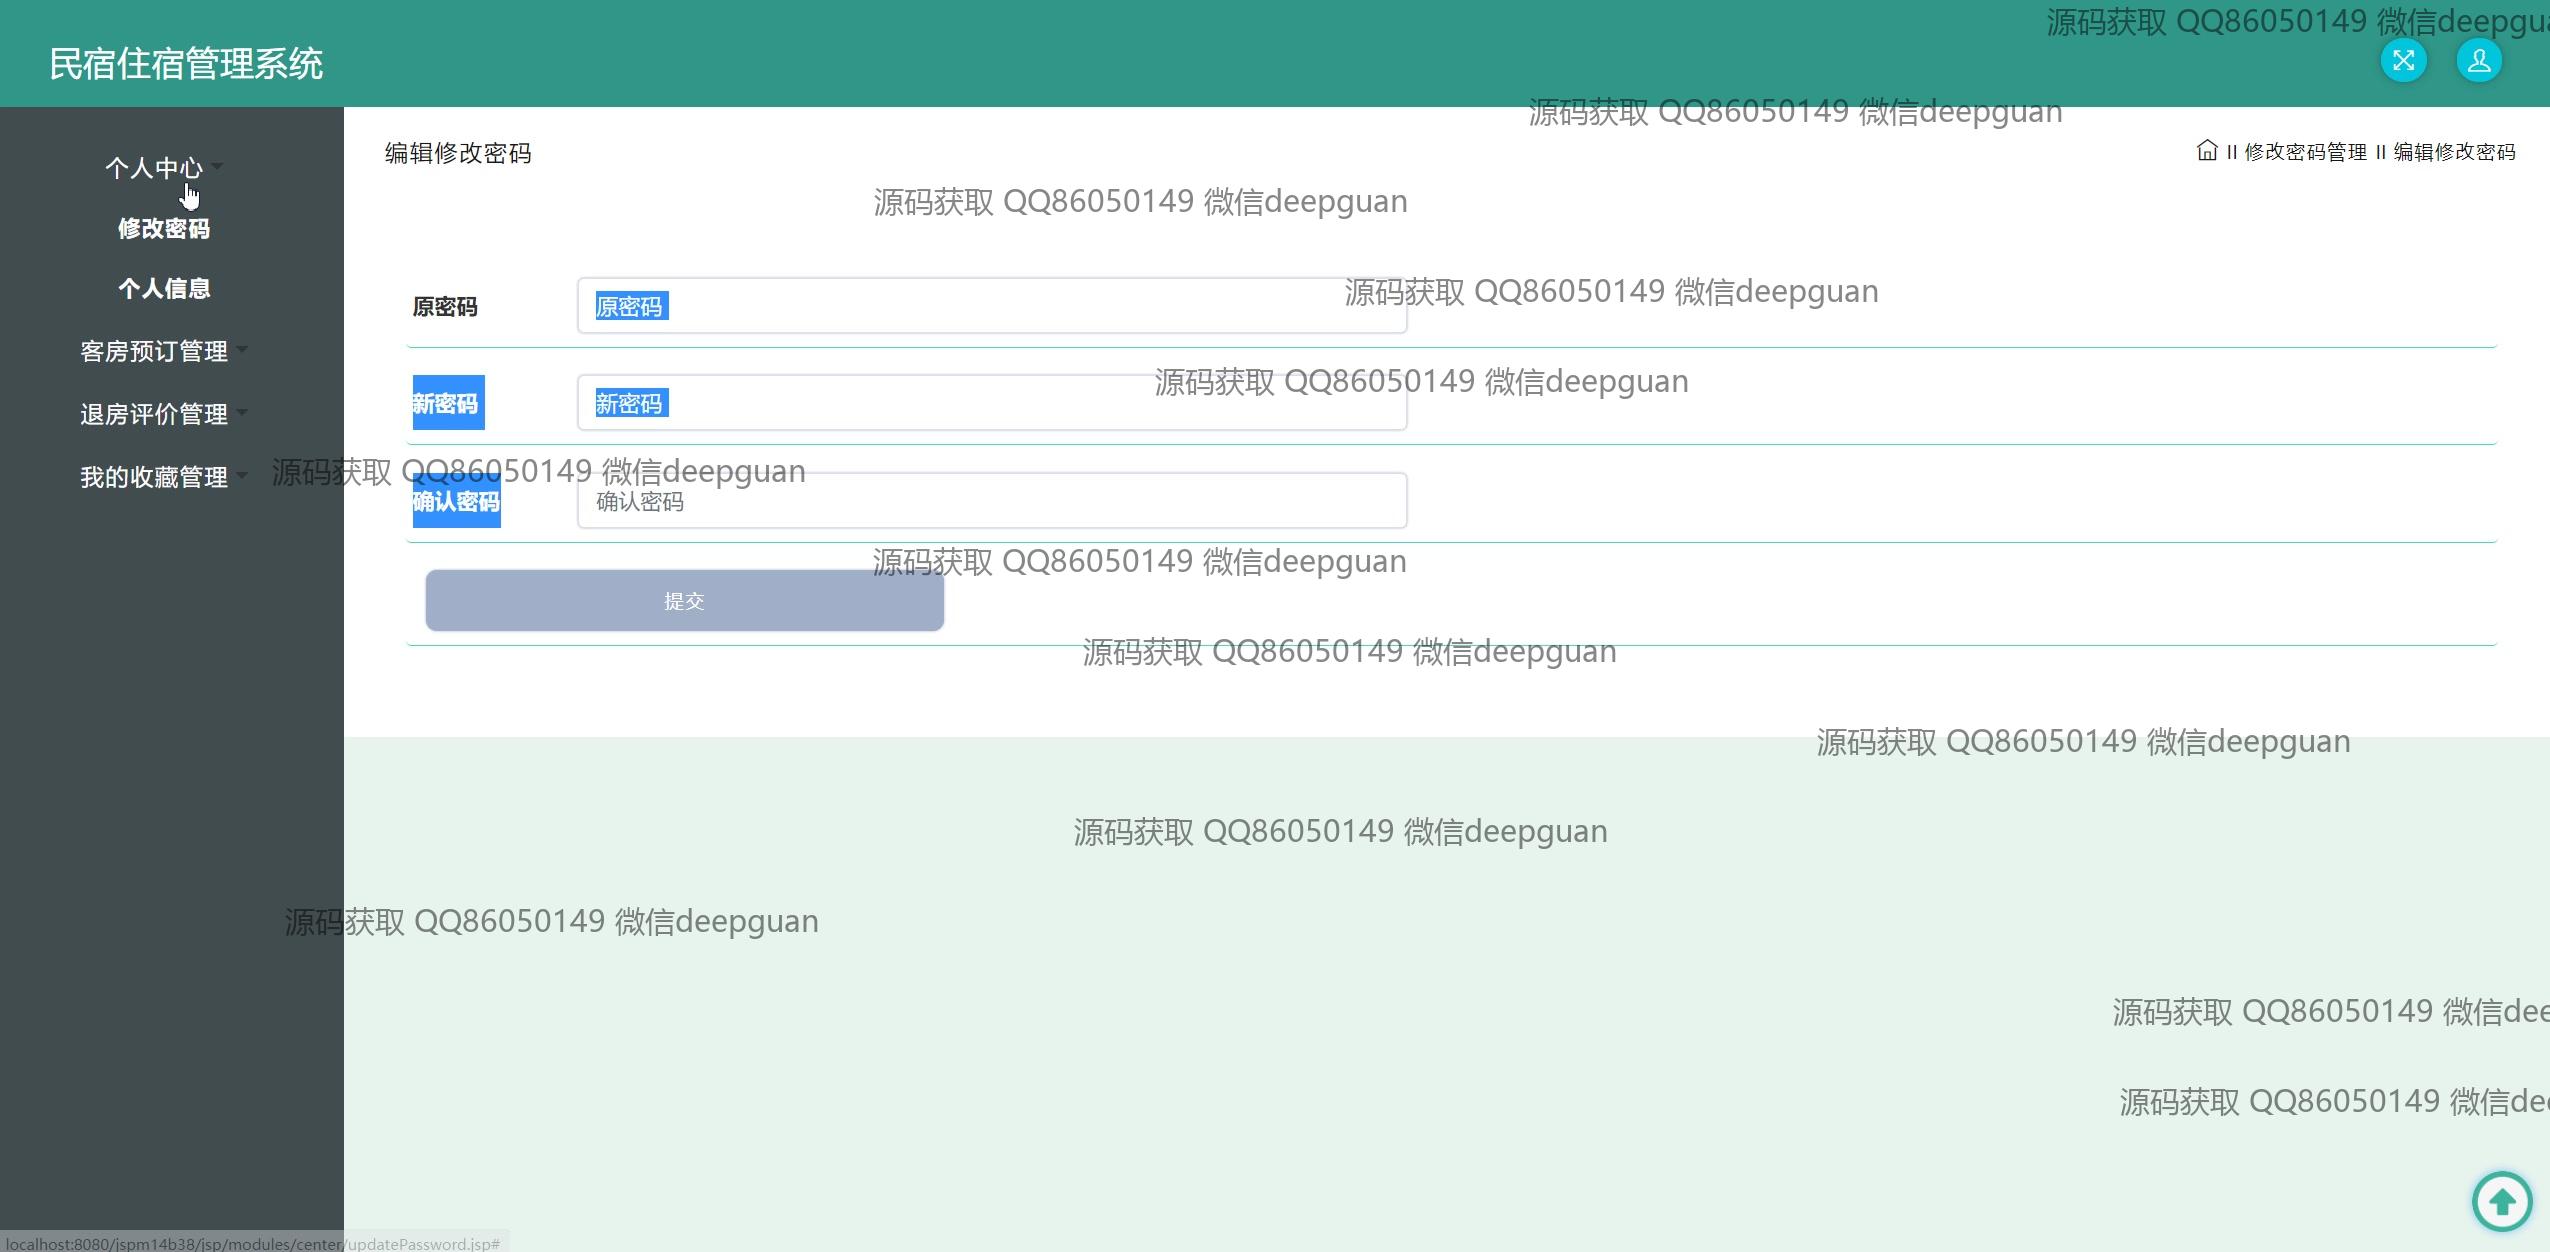 源码获取 QQ86050149 微信deepgu
民宿住宿管理系统
源码获取 QQ86050149 微信deepguan
个人中心
编辑修改密码
II 修改密码管理 II 编辑修改密码
源码获取 QQ86050149 微信deepguan
修改密码
个人信息
源码获取 QQ86050149 微信deepguan
原密码 原密码
客房预订管理
源码获取 QQ86050149 微信deepguan
新密码 新密码
退房评价管理
我的收藏管理
源码获取 QQ86050149 微信deepguan
确认密码 确认密码
源码获取 QQ86050149 微信deepguan
提交
源码获取 QQ86050149 微信deepguan
源码获取 QQ86050149 微信deepguan
源码获取 QQ86050149 微信deepguan
源码获取 QQ86050149 微信deepguan
源码获取 QQ86050149 微信dee
源码获取 QQ86050149 微信de
localhost:8080/jspm14b38/jsp/modules/center/updatePassword.jsp#